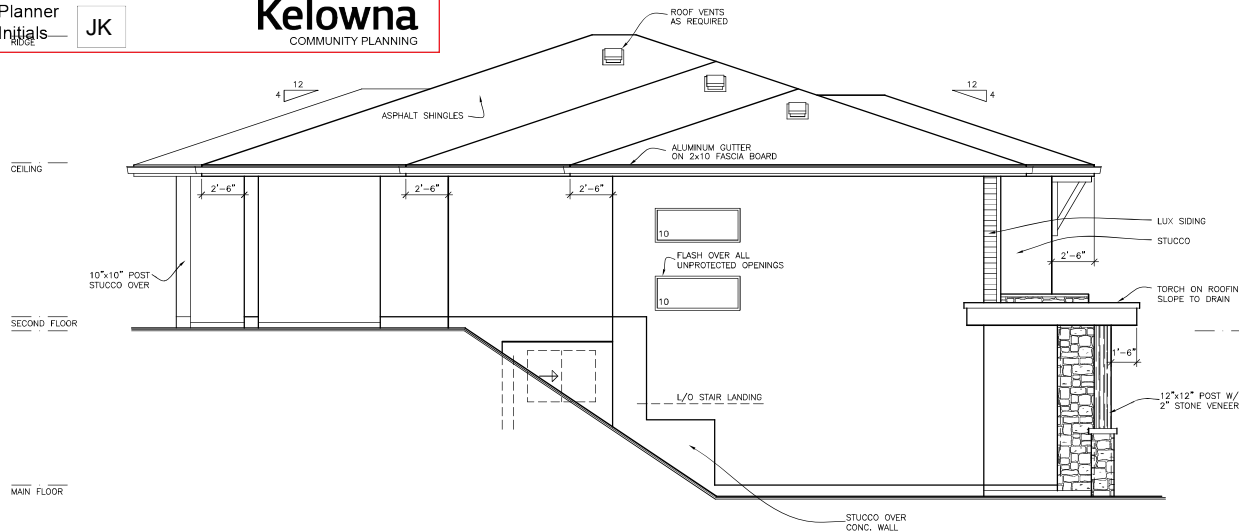 Planner
Initials
JK
Kelowna
COMMUNITY PLANNING
RIDGE
ROOF VENTS
AS REQUIRED
12
4
12
4
ASPHALT SHINGLES
ALUMINUM GUTTER
ON 2x10 FASCIA BOARD
CEILING
2'-6"
2'-6"
2'-6"
10
FLASH OVER ALL
UNPROTECTED OPENINGS
10
LUX SIDING
STUCCO
2'-6"
10"x10" POST
STUCCO OVER
TORCH ON ROOFIN
SLOPE TO DRAIN
SECOND FLOOR
1'-6"
L/O STAIR LANDING
12"x12" POST W/
2" STONE VENEER
MAIN FLOOR
STUCCO OVER
CONC. WALL